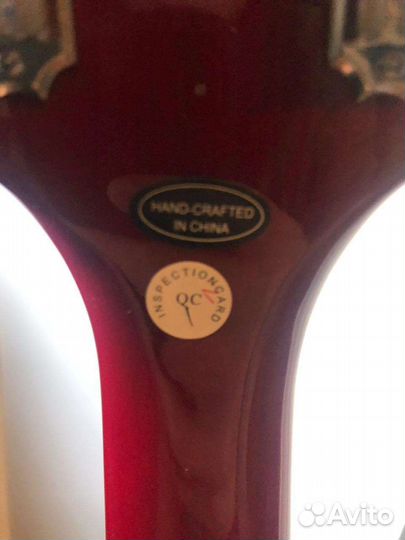 HAND-CRAFTED
IN CHINA
INSPECTION CARD
QC
Avito